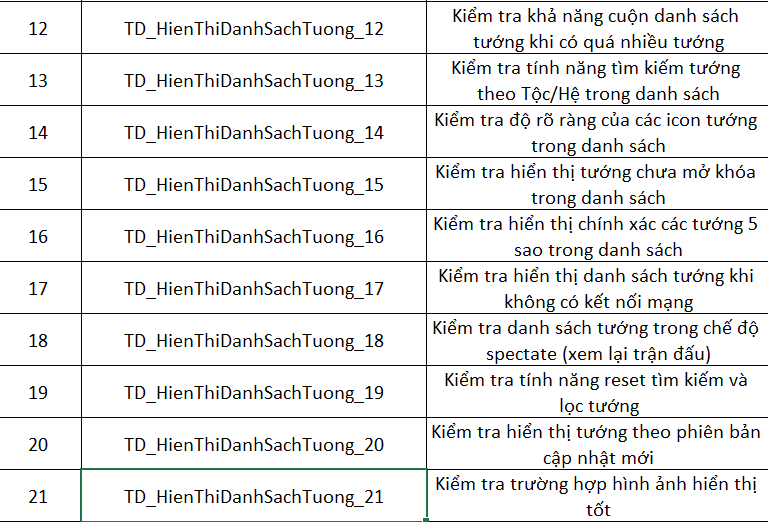 12 TD_HienThiDanhSachTuong_12 Kiểm tra khả năng cuộn danh sách
tướng khi có quá nhiều tướng
13 TD_HienThiDanhSachTuong_13 Kiểm tra tính năng tìm kiếm tướng
theo Tộc/Hệ trong danh sách
14 TD_HienThiDanhSachTuong_14 Kiểm tra độ rõ ràng của các icon tướng
trong danh sách
15 TD_HienThiDanhSachTuong_15 Kiểm tra hiển thị tướng chưa mở khóa
trong danh sách
16 TD_HienThiDanhSachTuong_16 Kiểm tra hiển thị chính xác các tướng 5
sao trong danh sách
17 TD_HienThiDanhSachTuong_17 Kiểm tra hiển thị danh sách tướng khi
không có kết nối mạng
18 TD_HienThiDanhSachTuong_18 Kiểm tra danh sách tướng trong chế độ
spectate (xem lại trận đấu)
19 TD_HienThiDanhSachTuong_19 Kiểm tra tính năng reset tìm kiếm và
lọc tướng
20 TD_HienThiDanhSachTuong_20 Kiểm tra hiển thị tướng theo phiên bản
cập nhật mới
21 TD_HienThiDanhSachTuong_21 Kiểm tra trường hợp hình ảnh hiển thị
tốt